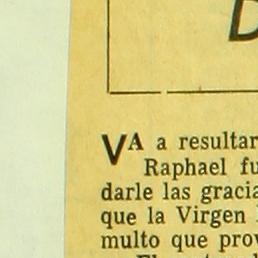 VA a resultar
Raphael fu
darle las gracia
que la Virgen
multo que prov